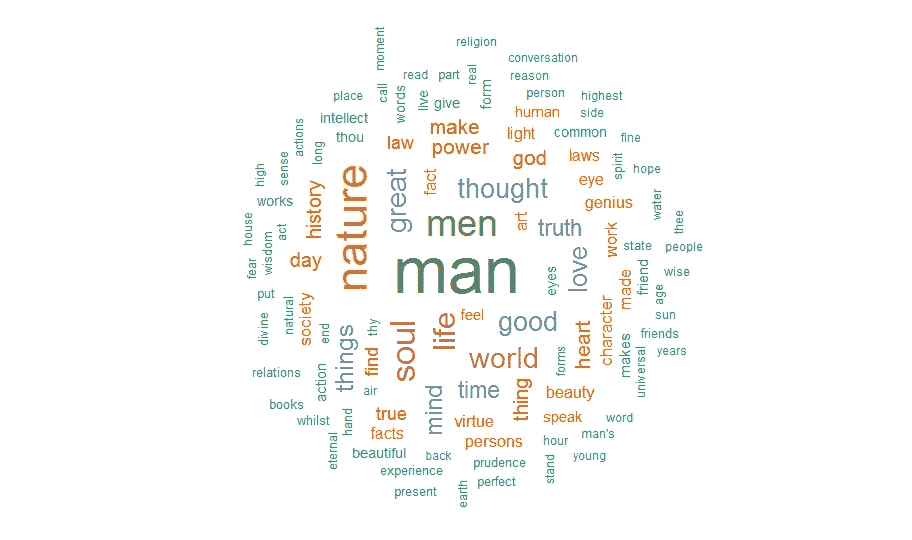 moment
religion
conversation
read
part
real
reason
call
words
live
give
form
person
highest
place
side
human
intellect
make
light
common
fine
actions
thou
law
power
god
laws
spirit
hope
long
high
sense
nature
great
fact
thought
eye
genius
water
works
history
men
art
truth
work
thee
house
act
wisdom
day
man
love
state
people
fear
eyes
friend
wise
made
age
put
natural
society
divine
end
thy
feel
good
heart
character
sun
friends
things
find
soul
life
world
forms
makes
universal
years
relations
action
air
mind
time
thing
beauty
books
whilst
hand
true
virtue
speak
word
facts
persons
hour
man's
eternal
beautiful
back
prudence
stand
young
experience
perfect
present
earth